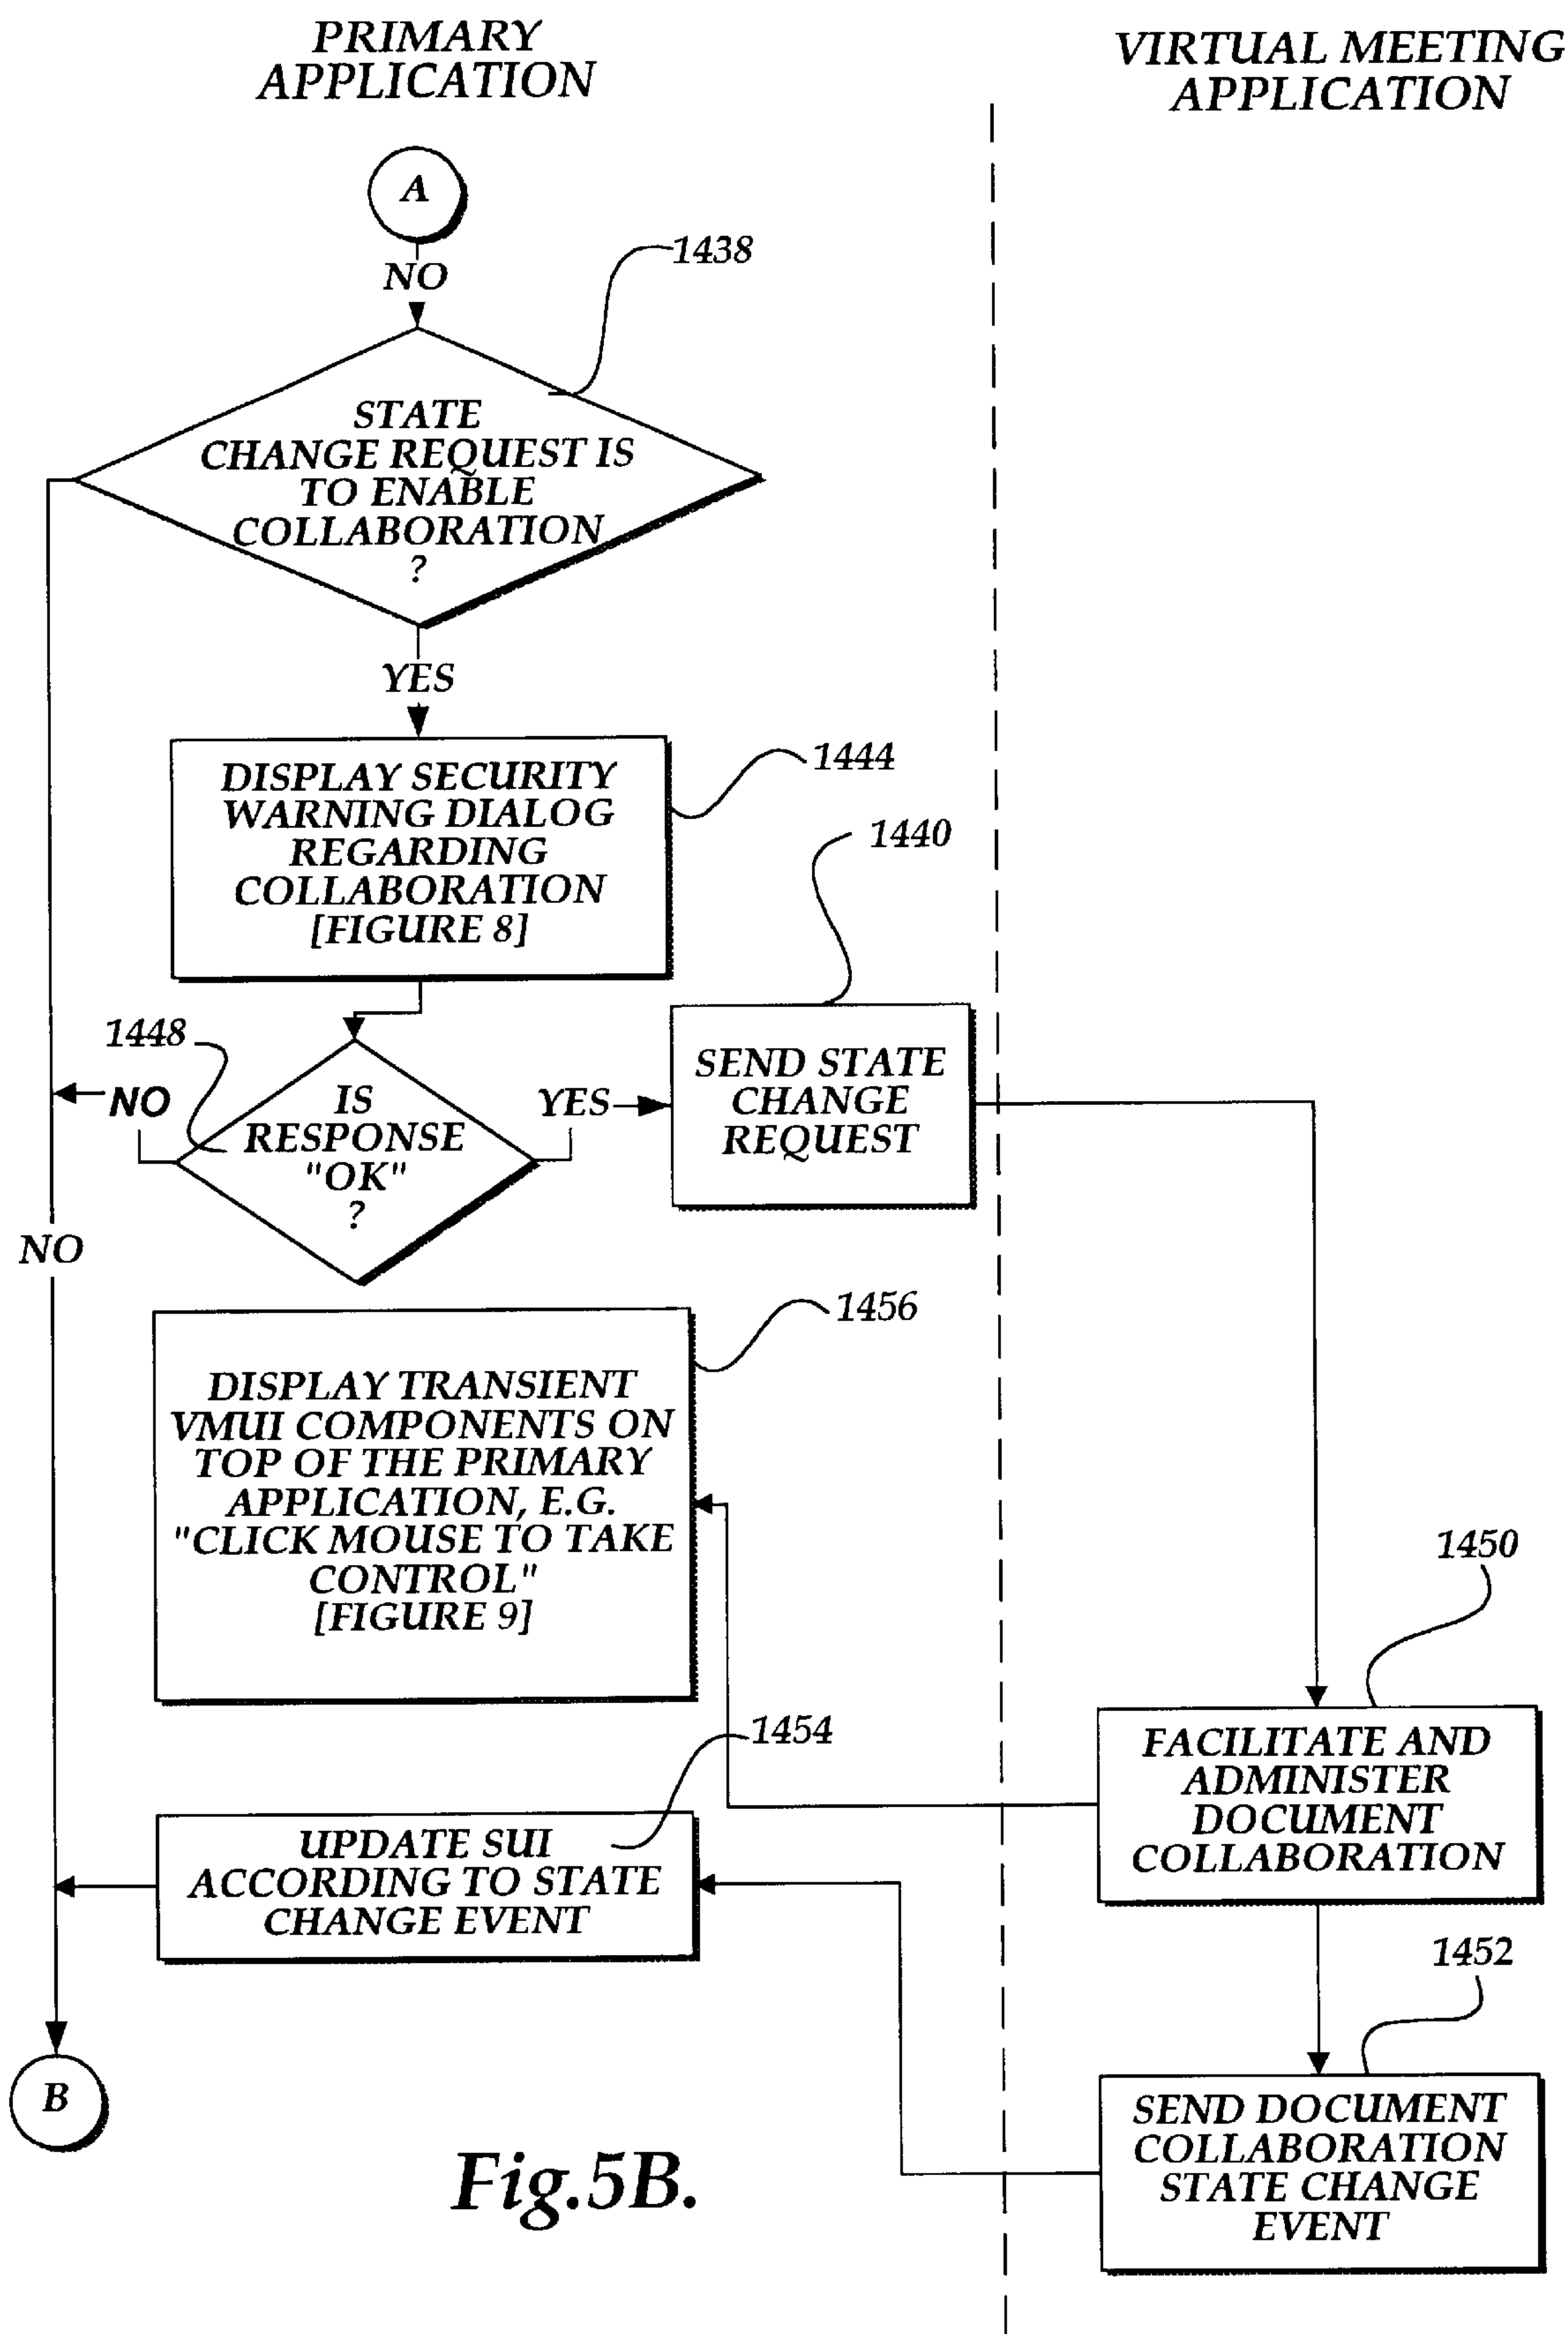 PRIMARY
APPLICATION
VIRTUAL MEETING
APPLICATION
A
NO
1438
STATE
CHANGE REQUEST IS
TO ENABLE
COLLABORATION
?
YES
DISPLAY SECURITY
WARNING DIALOG
REGARDING
COLLABORATION
[FIGURE 8]
1444
1440
1448
NO
IS
RESPONSE
"OK"
?
YES
SEND STATE
CHANGE
REQUEST
NO
1456
DISPLAY TRANSIENT
VMUI COMPONENTS ON
TOP OF THE PRIMARY
APPLICATION, E.G.
"CLICK MOUSE TO TAKE
CONTROL"
[FIGURE 9]
1450
FACILITATE AND
ADMINISTER
DOCUMENT
COLLABORATION
1454
UPDATE SUI
ACCORDING TO STATE
CHANGE EVENT
1452
SEND DOCUMENT
COLLABORATION
STATE CHANGE
EVENT
B
Fig.5B.